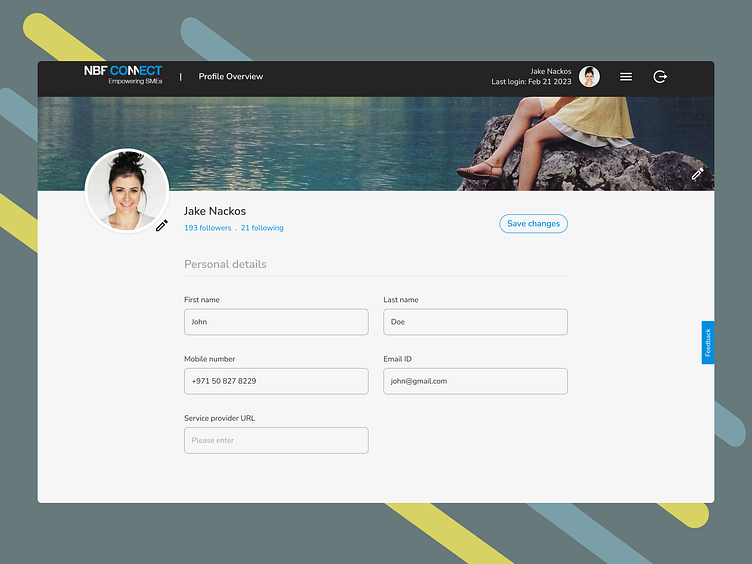 NBF CONNECT
Empowering SMEs
| Profile Overview
Jake Nackos
Last login: Feb 21 2023
Jake Nackos
193 followers . 21 following
Save changes
Personal details
First name
Last name
John
Doe
Mobile number
Email ID
+971 50 827 8229
john@gmail.com
Service provider URL
Please enter
Feedback